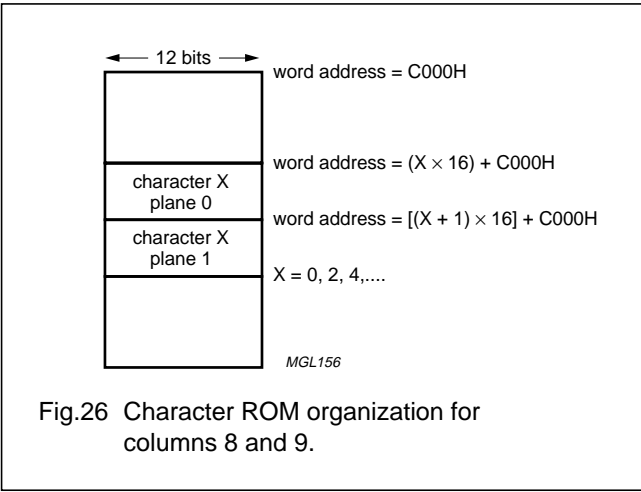 12 bits
word address = C000H
word address = (X × 16) + C000H
character X
plane 0
word address = [(X + 1) × 16] + C000H
character X
plane 1
X = 0, 2, 4,....
MGL156
Fig.26 Character ROM organization for
columns 8 and 9.